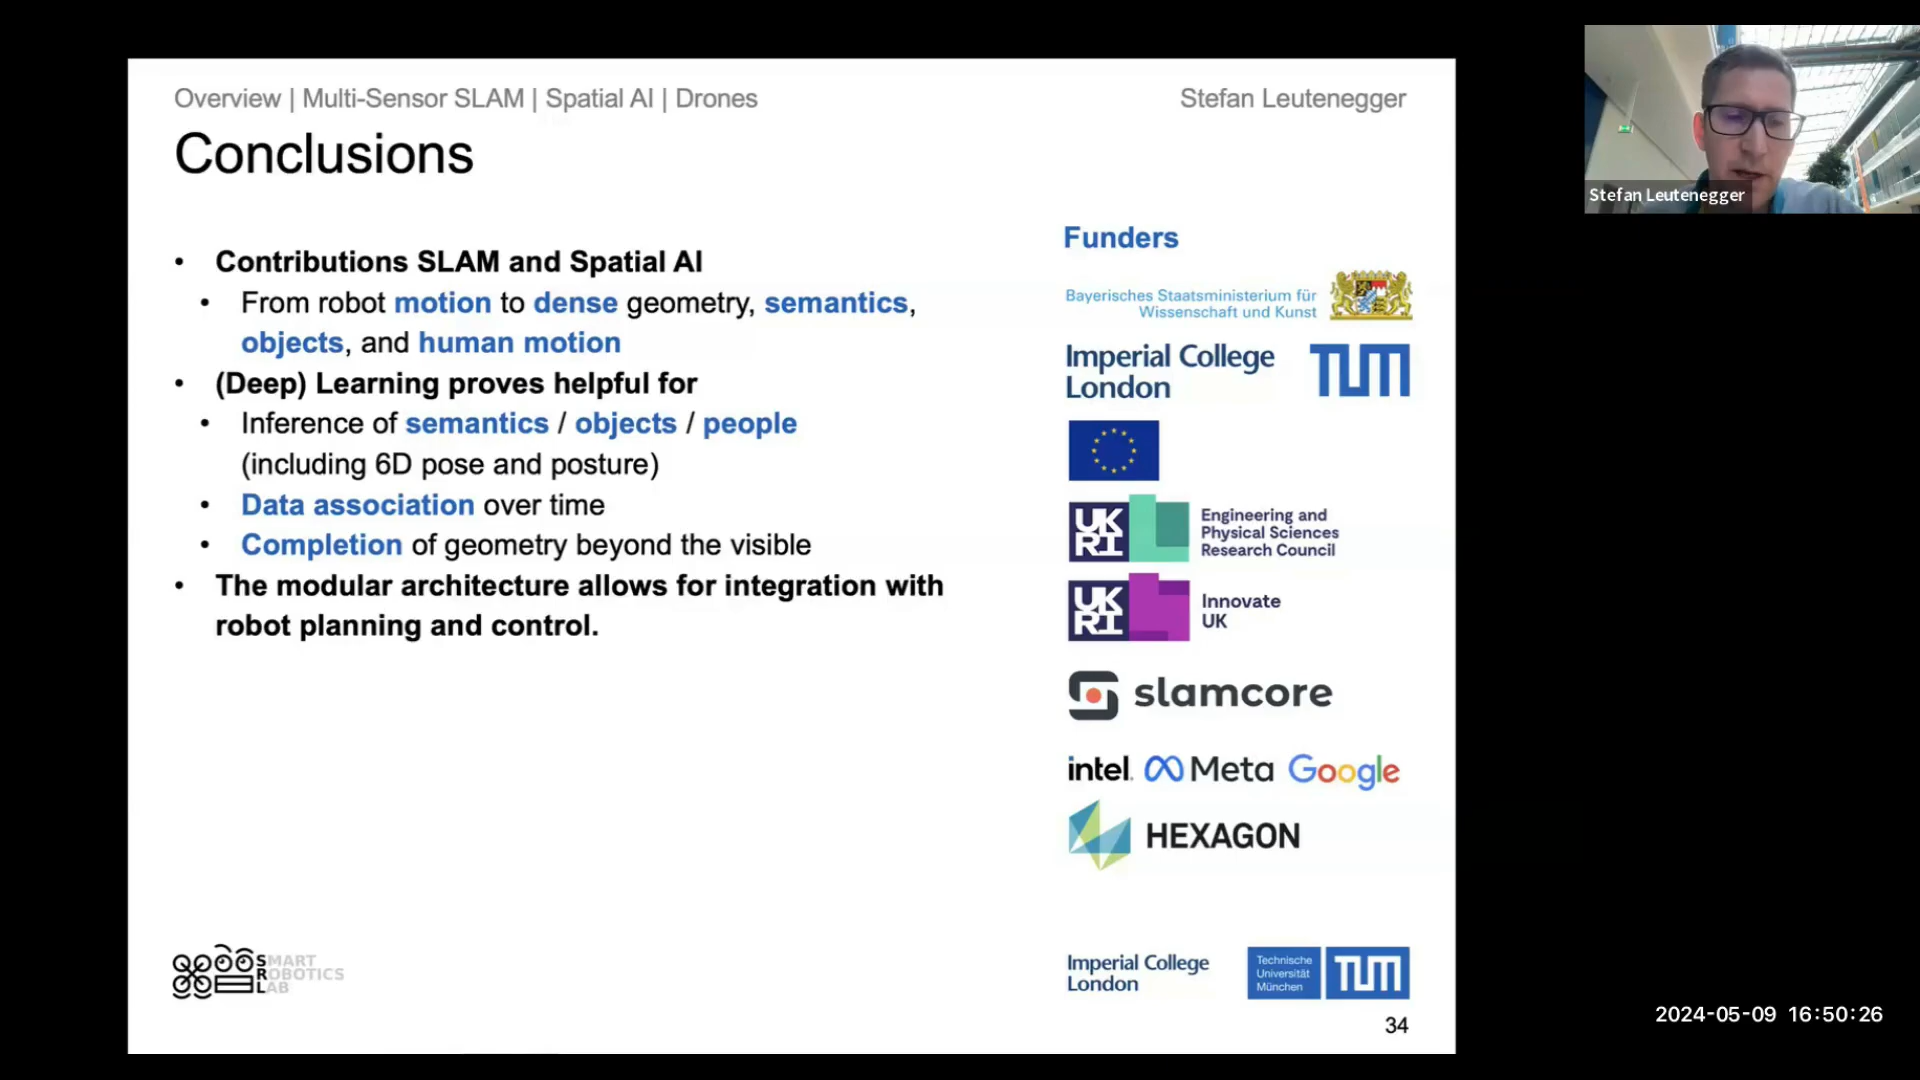 Overview | Multi-Sensor SLAM | Spatial AI | Drones
Stefan Leutenegger
Conclusions
• Contributions SLAM and Spatial AI
• From robot motion to dense geometry, semantics,
objects, and human motion
• (Deep) Learning proves helpful for
• Inference of semantics / objects / people
(including 6D pose and posture)
• Data association over time
• Completion of geometry beyond the visible
• The modular architecture allows for integration with
robot planning and control.
Funders
Bayerisches Staatsministerium für
Wissenschaft und Kunst
Imperial College
London
TUM
UK
RI
Engineering and
Physical Sciences
Research Council
UK
RI
Innovate
UK
slamcore
intel. Meta Google
HEXAGON
SMART
ROBOTICS
LAB
Imperial College
London
Technische
Universität
München
TUM
34
Stefan Leutenegger
2024-05-09 16:50:26